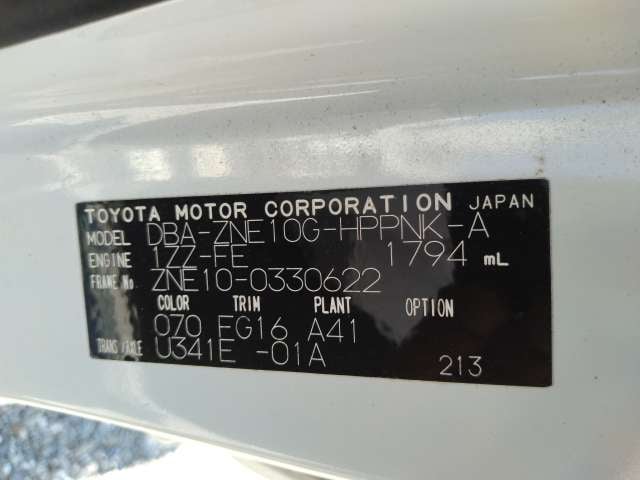 TOYOTA MOTOR CORPORATION JAPAN
MODEL DBA-ZNE10G-HPPNK-A
ENGINE 1ZZ-FE 1794 mL
FRAME No. ZNE10-0330622
COLOR TRIM PLANT OPTION
070 FG16 A41
TRANS/AXLE U341E -01A
213